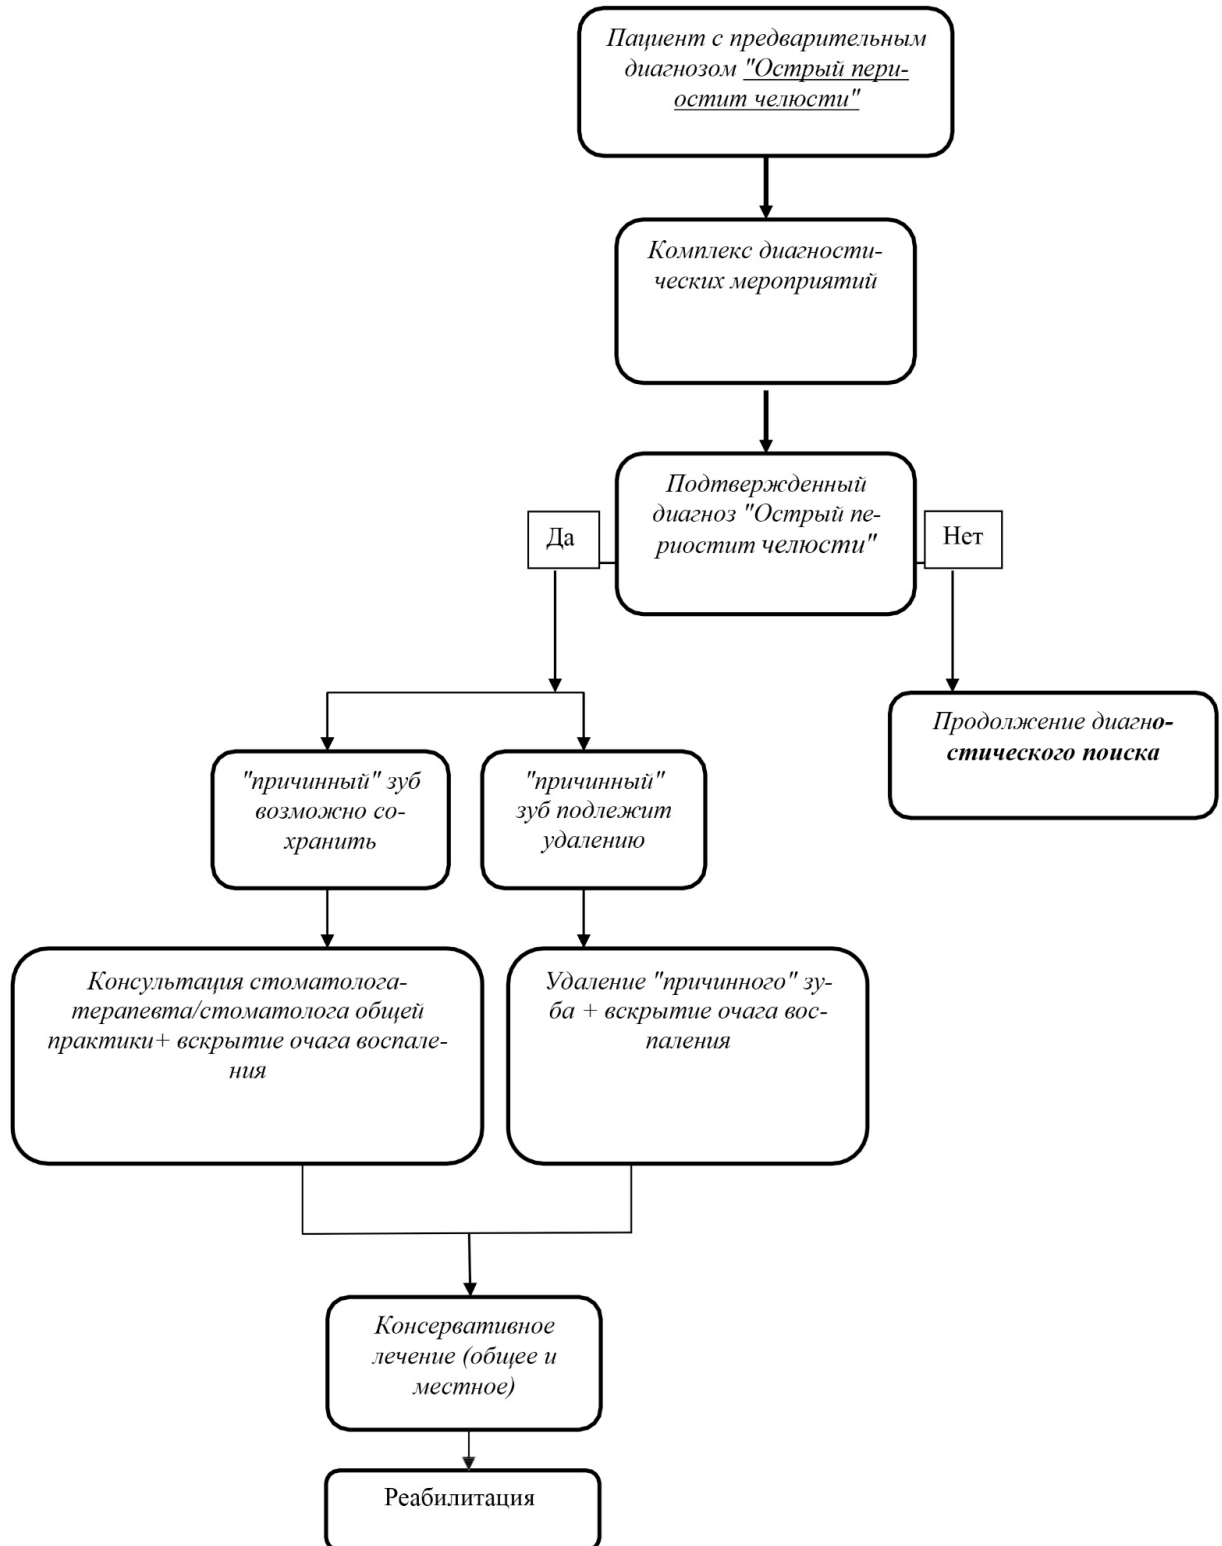 Пациент с предварительным
диагнозом "Острый пери-
остит челюсти"
Комплекс диагности-
ческих мероприятий
Подтвержденный
диагноз "Острый пе-
риостит челюсти"
Да
Нет
"причинный" зуб
возможно со-
хранить
"причинный"
зуб подлежит
удалению
Продолжение диагно-
стического поиска
Консультация стоматолога-
терапевта/стоматолога общей
практики+ вскрытие очага воспале-
ния
Удаление "причинного" зу-
ба + вскрытие очага вос-
паления
Консервативное
лечение (общее и
местное)
Реабилитация